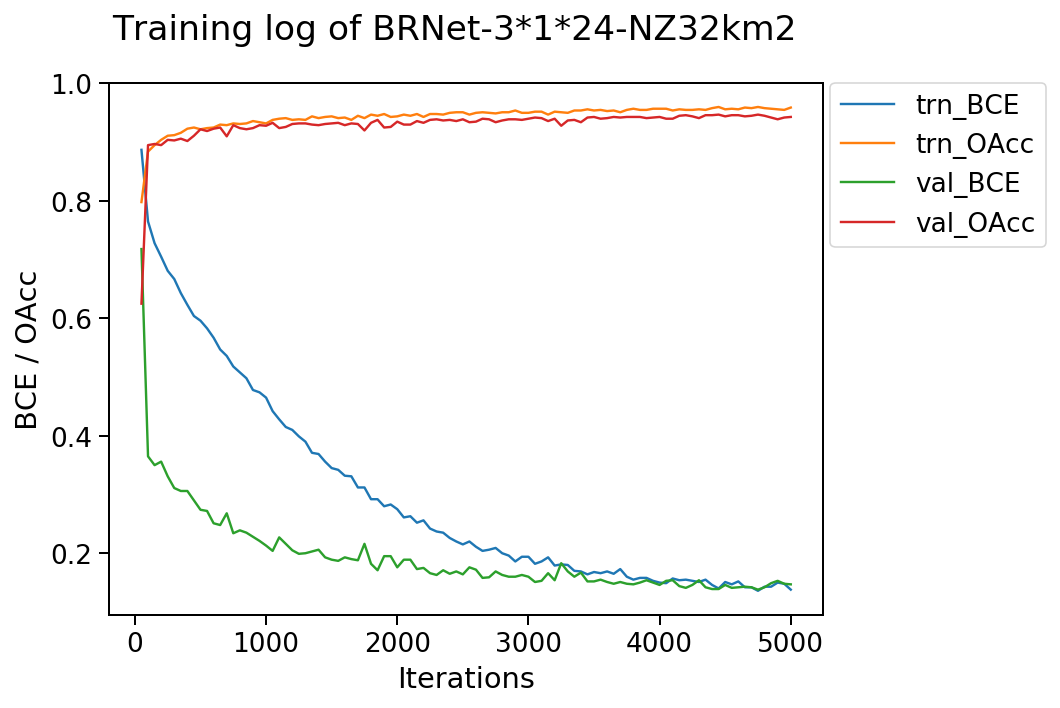 Training log of BRNet-3*1*24-NZ32km2
1.0
0.8
0.6
0.4
0.2
BCE / OAcc
0
1000
2000
3000
4000
5000
Iterations
trn_BCE
trn_OAcc
val_BCE
val_OAcc